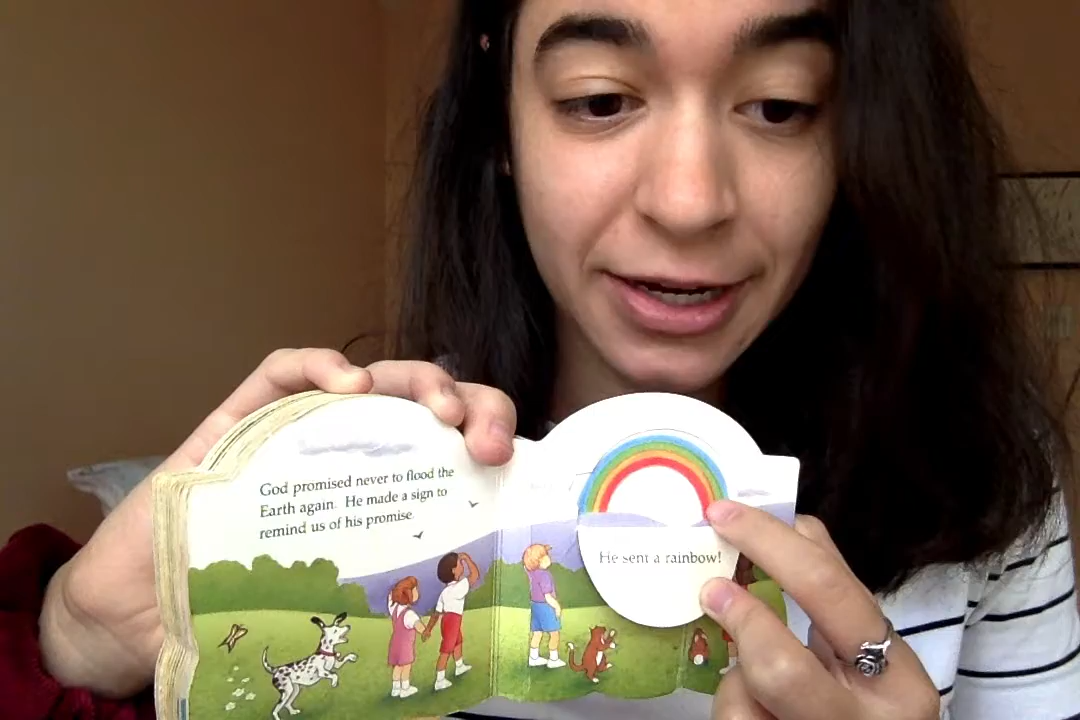 God promised never to flood the
Earth again. He made a sign to
remind us of his promise.
He sent a rainbow!